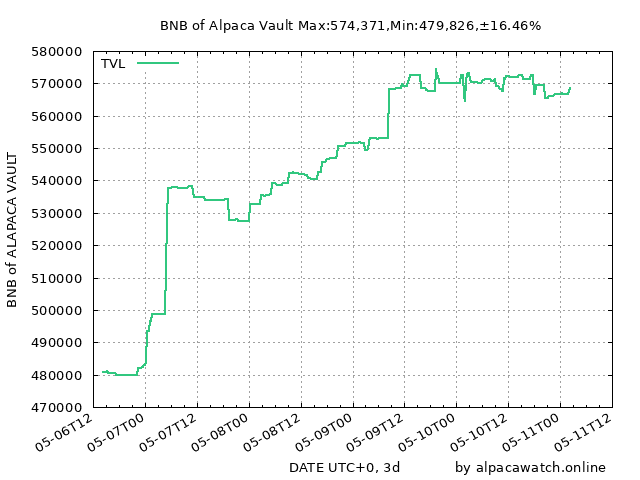 BNB of Alpaca Vault Max:574,371,Min:479,826,±16.46%
TVL
BNB of ALAPACA VAULT
580000
570000
560000
550000
540000
530000
520000
510000
500000
490000
480000
470000
05-06T12
05-07T00
05-07T12
05-08T00
05-08T12
05-09T00
05-09T12
05-10T00
05-10T12
05-11T00
05-11T12
DATE UTC+0, 3d
by alpacawatch.online